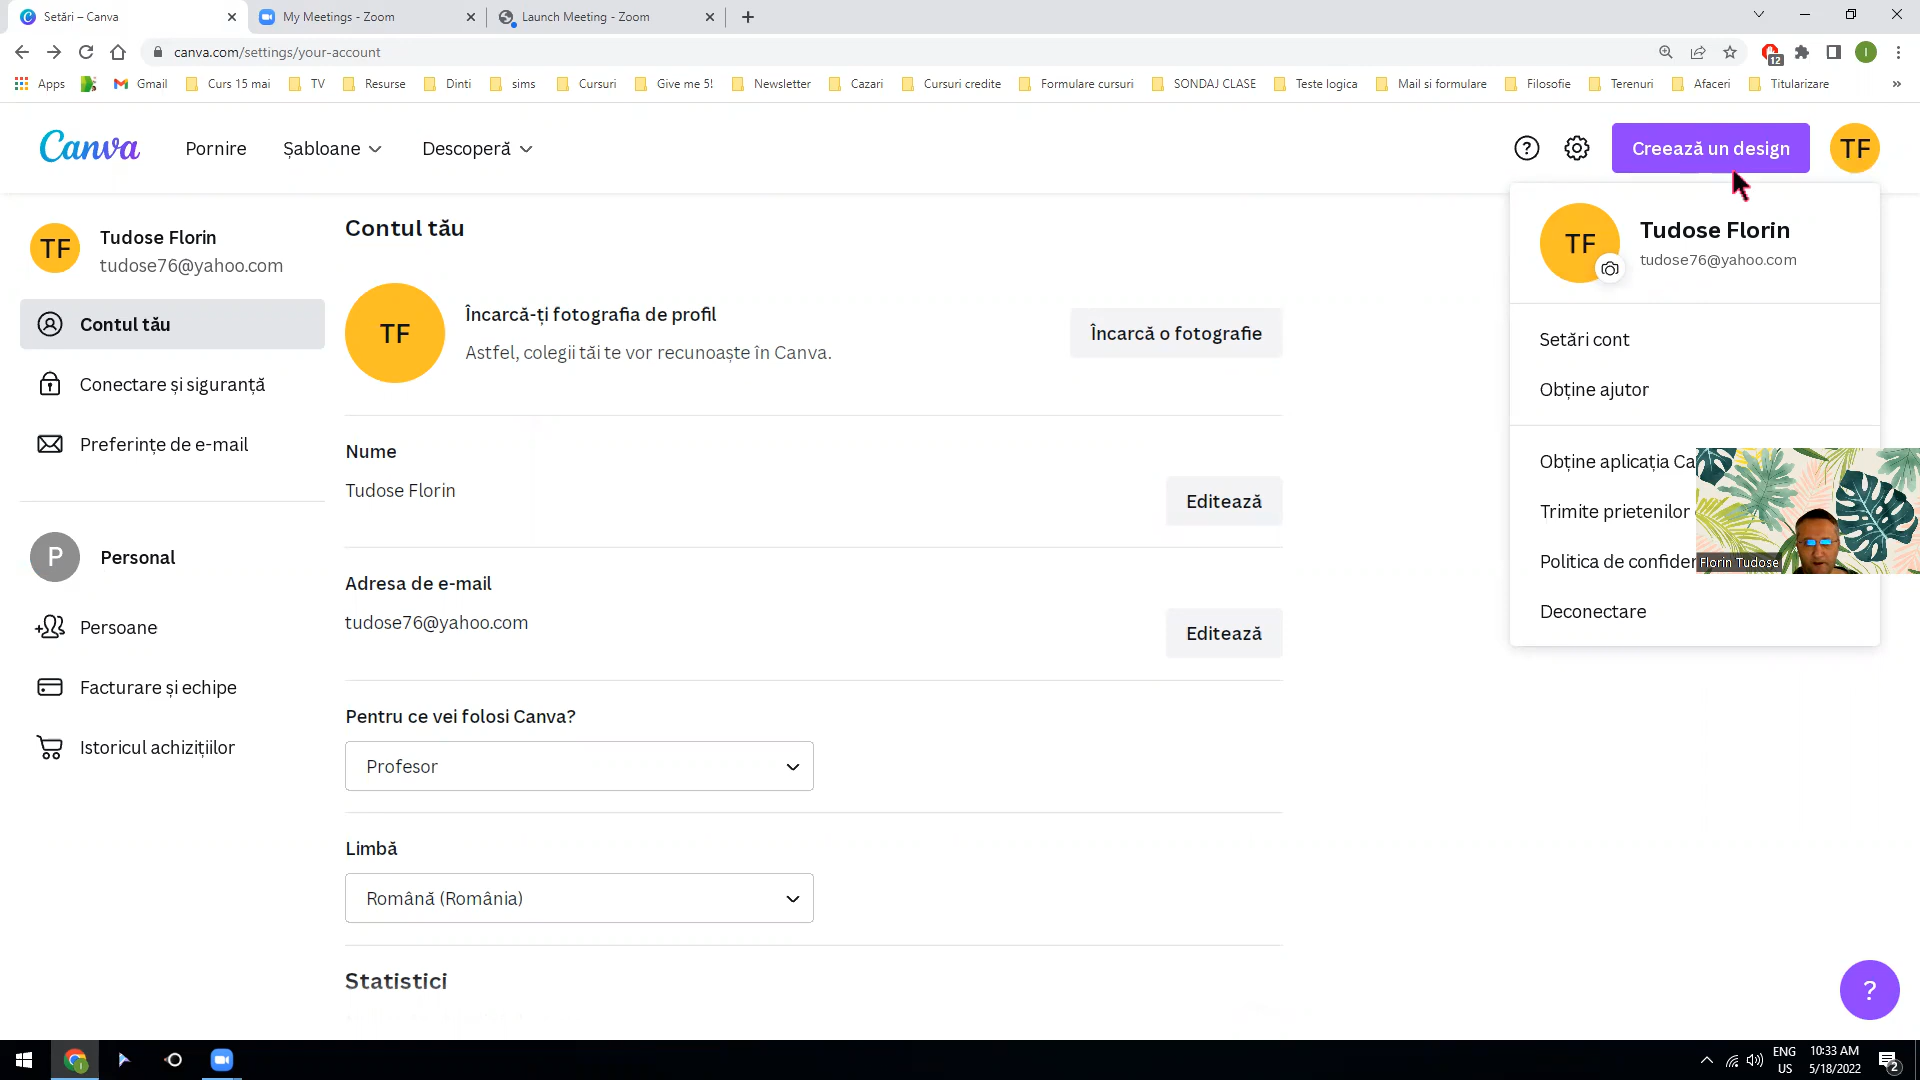 Setări – Canva
My Meetings - Zoom
Launch Meeting - Zoom
canva.com/settings/your-account
12
I
Apps
Gmail
Curs 15 mai
TV
Resurse
Dinti
sims
Cursuri
Give me 5!
Newsletter
Cazari
Cursuri credite
Formulare cursuri
SONDAJ CLASE
Teste logica
Mail si formulare
Filosofie
Terenuri
Afaceri
Titularizare
»
Canva
Pornire
Șabloane
Descoperă
Creează un design
TF
TF
Tudose Florin
tudose76@yahoo.com
Contul tău
Conectare și siguranță
Preferințe de e-mail
P
Personal
Persoane
Facturare și echipe
Istoricul achizițiilor
Contul tău
TF
Încarcă-ți fotografia de profil
Astfel, colegii tăi te vor recunoaște în Canva.
Încarcă o fotografie
Nume
Tudose Florin
Editează
Adresa de e-mail
tudose76@yahoo.com
Editează
Pentru ce vei folosi Canva?
Profesor
Limbă
Română (România)
Statistici
TF
Tudose Florin
tudose76@yahoo.com
Setări cont
Obține ajutor
Obține aplicația Ca
Trimite prietenilor
Politica de confiden
Deconectare
Florin Tudose
?
ENG
US
10:33 AM
5/18/2022
2